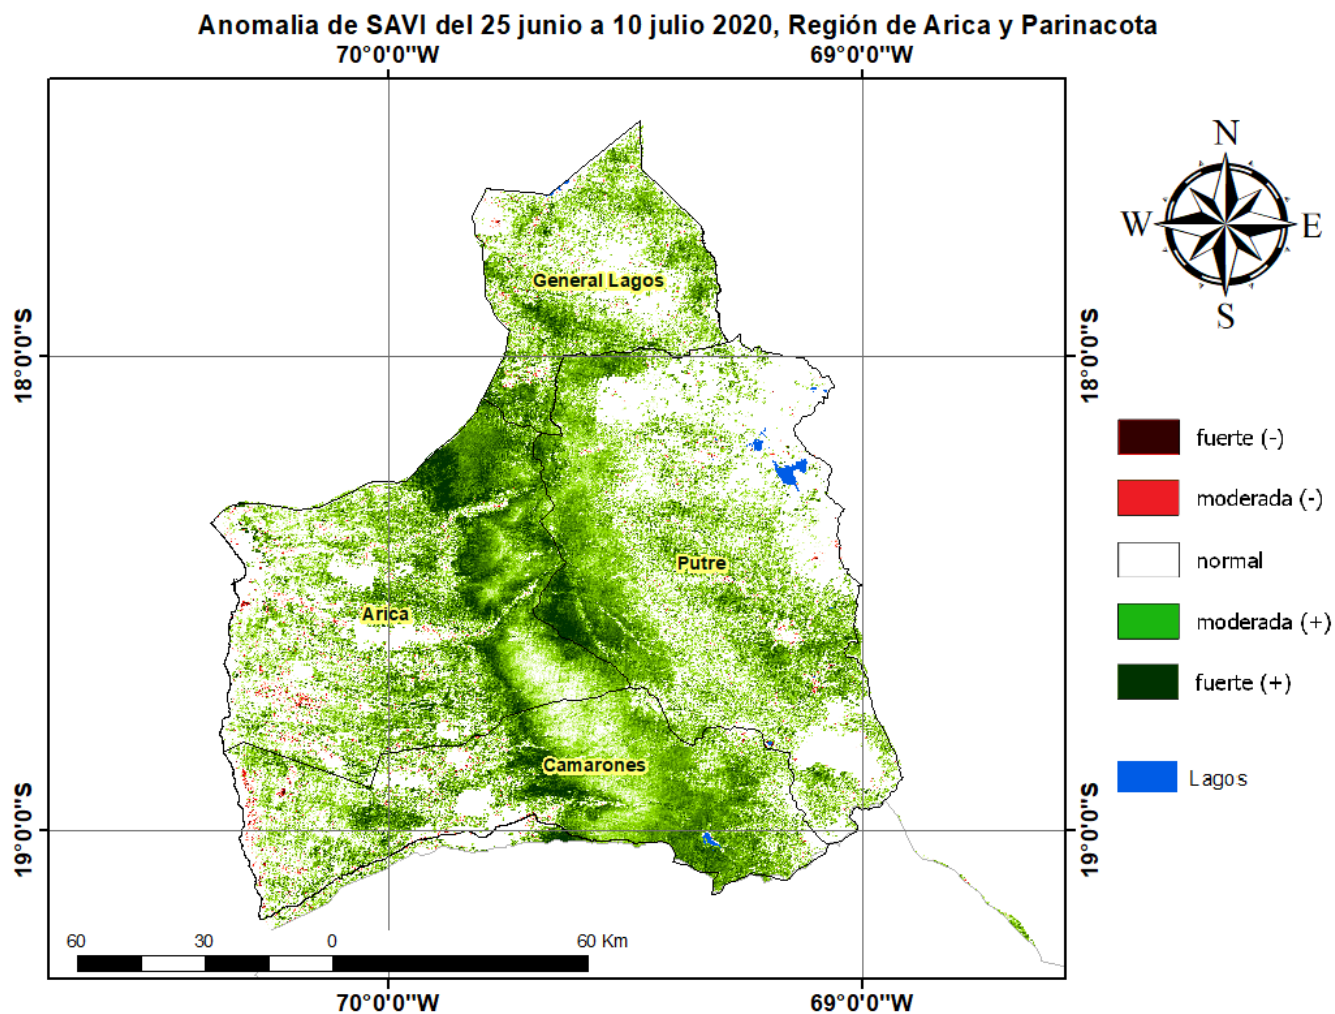 Anomalia de SAVI del 25 junio a 10 julio 2020, Región de Arica y Parinacota
70°0'0"W
69°0'0"W
N
W
E
S
General Lagos
18°0'0"S
18°0'0"S
fuerte (-)
moderada (-)
normal
moderada (+)
fuerte (+)
Lagos
Putre
Arica
Camarones
19°0'0"S
19°0'0"S
60
30
0
60 Km
70°0'0"W
69°0'0"W